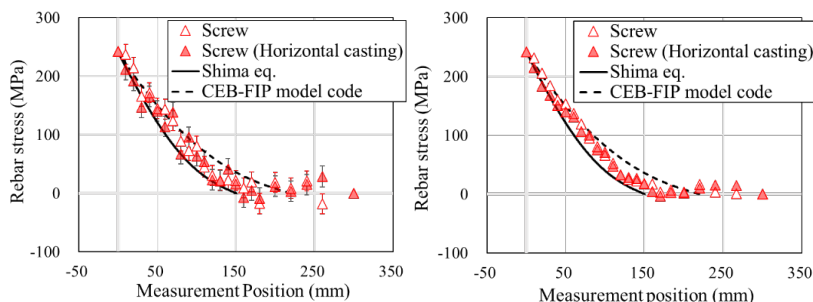 Rebar stress (MPa)
400
300
200
100
0
-100
Screw
Screw (Horizontal casting)
Shima eq.
CEB-FIP model code
-50
50
150
250
350
Measurement Position (mm)
Rebar stress (MPa)
400
300
200
100
0
-100
Screw
Screw (Horizontal casting)
Shima eq.
CEB-FIP model code
-50
50
150
250
350
Measurement position (mm)